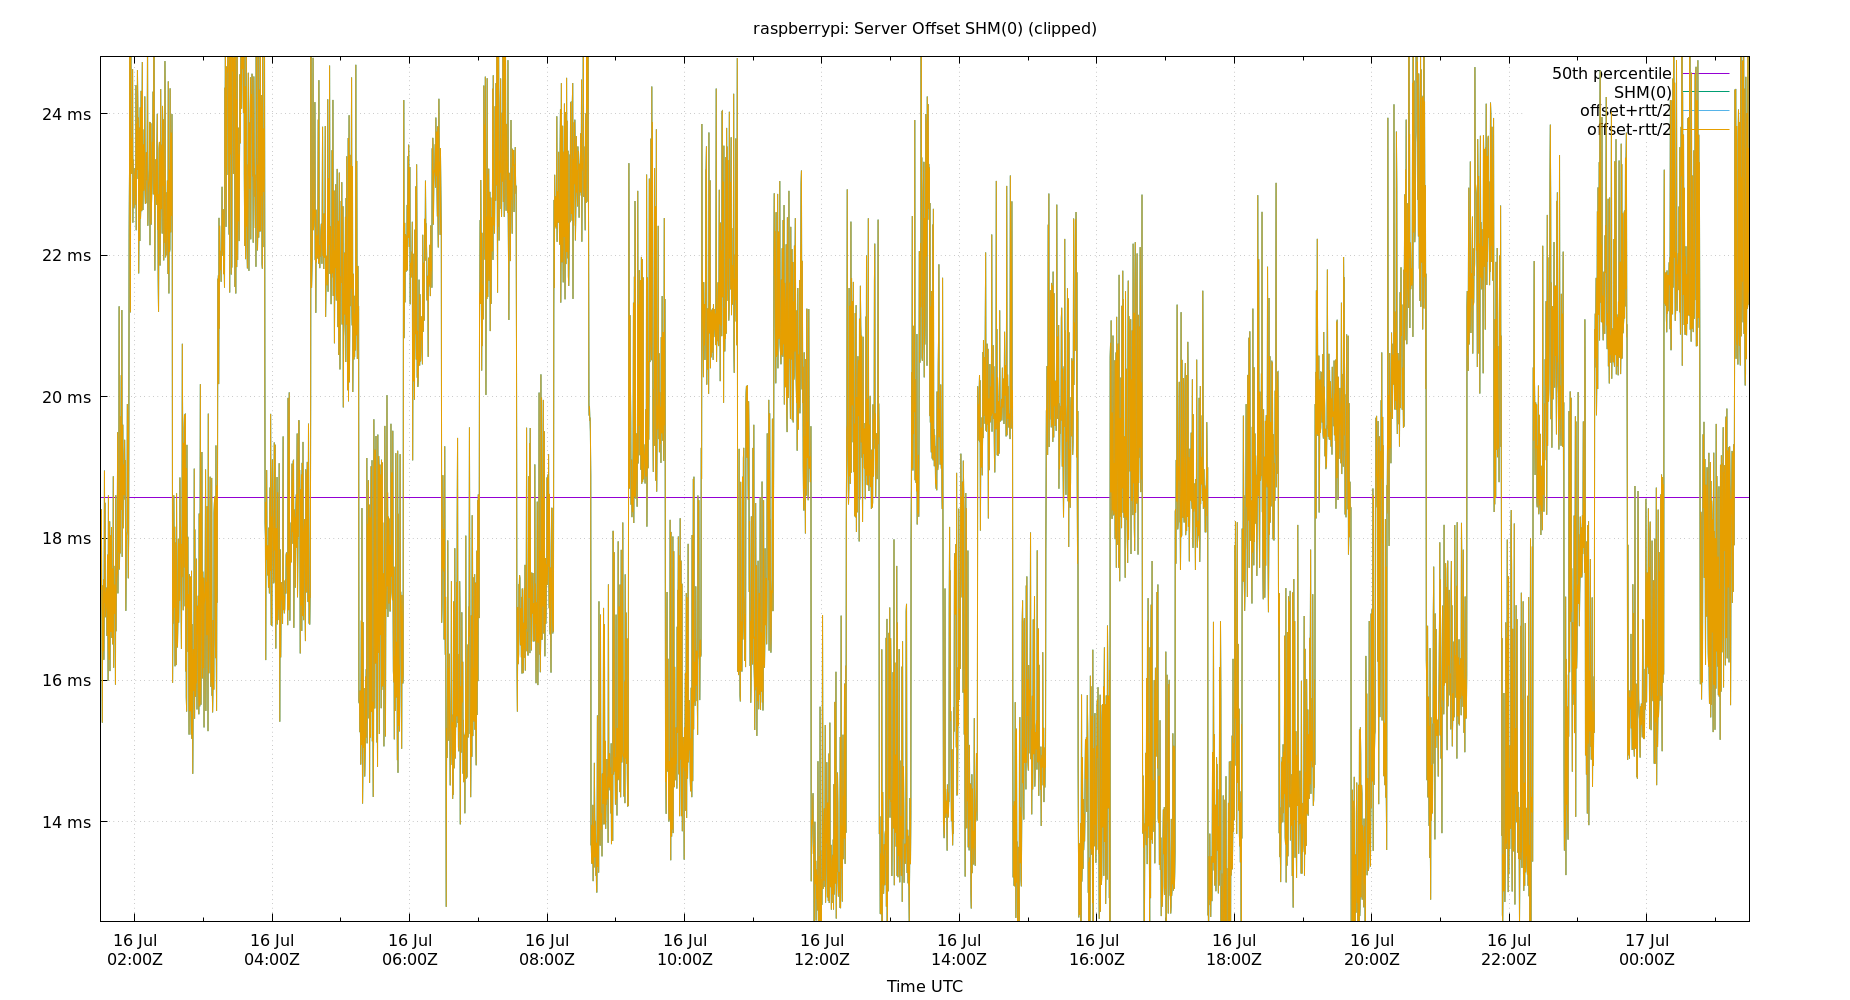 raspberrypi: Server Offset SHM(0) (clipped)
50th percentile
SHM(0)
offset+rtt/2
offset-rtt/2
24 ms
22 ms
20 ms
18 ms
16 ms
14 ms
16 Jul 16 Jul 16 Jul 16 Jul 16 Jul 16 Jul 16 Jul 16 Jul 16 Jul 16 Jul 16 Jul 17 Jul
02:00Z 04:00Z 06:00Z 08:00Z 10:00Z 12:00Z 14:00Z 16:00Z 18:00Z 20:00Z 22:00Z 00:00Z
Time UTC